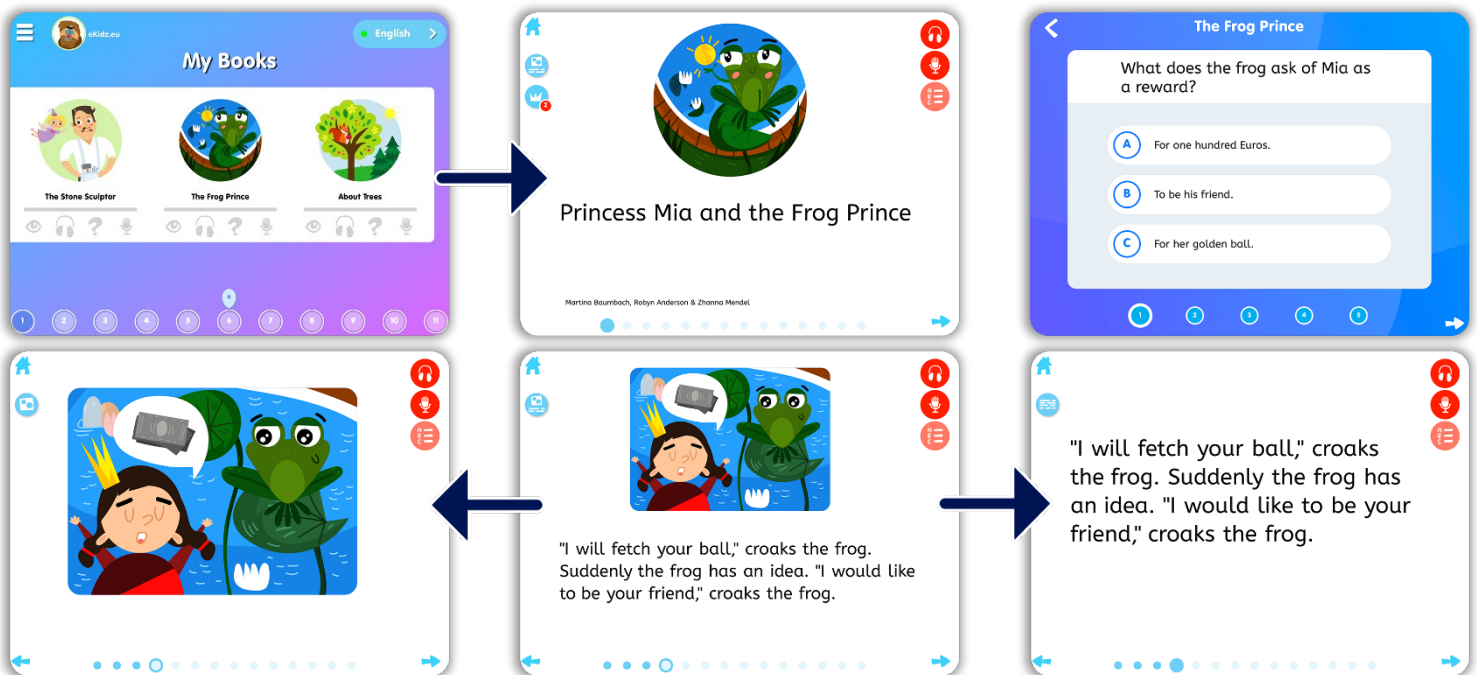 eKidz.eu
English
My Books
The Stone Sculptor
The Frog Prince
About Trees
1 2 3 4 5 6 7 8 9 10 11
2
A
B
C
Princess Mia and the Frog Prince
Martina Baumbach, Robyn Anderson & Zhanna Mendel
The Frog Prince
What does the frog ask of Mia as
a reward?
A For one hundred Euros.
B To be his friend.
C For her golden ball.
1 2 3 4 5
A
B
C
A
B
C
"I will fetch your ball," croaks the frog.
Suddenly the frog has an idea. "I would like
to be your friend," croaks the frog.
A
B
C
"I will fetch your ball," croaks
the frog. Suddenly the frog has
an idea. "I would like to be your
friend," croaks the frog.